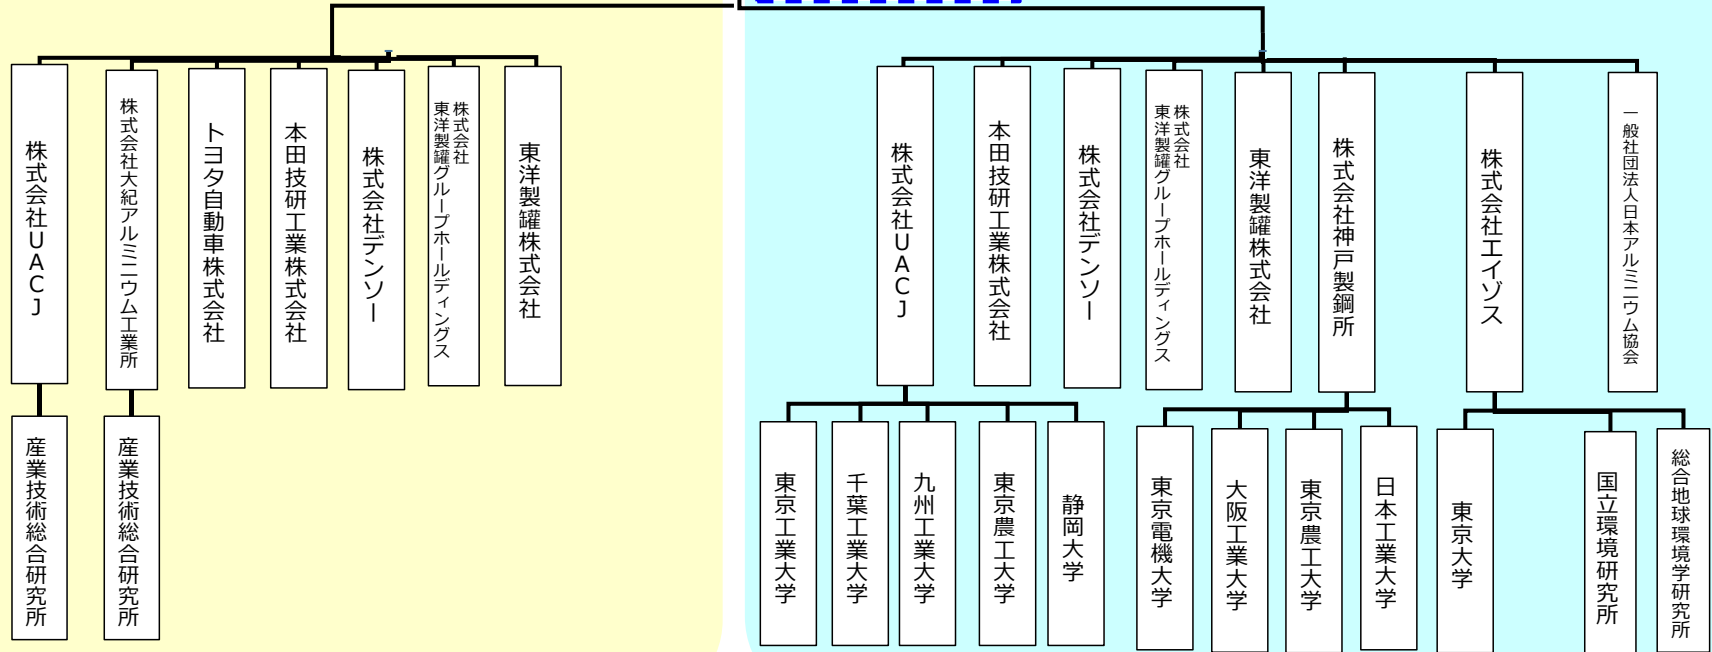 株式会社UACJ
株式会社大紀アルミニウム工業所
トヨタ自動車株式会社
本田技研工業株式会社
株式会社デンソー
株式会社
東洋製罐グループホールディングス
東洋製罐株式会社
産業技術総合研究所
産業技術総合研究所
株式会社UACJ
本田技研工業株式会社
株式会社デンソー
株式会社
東洋製罐グループホールディングス
東洋製罐株式会社
株式会社神戸製鋼所
株式会社エイゾス
一般社団法人日本アルミニウム協会
東京工業大学
千葉工業大学
九州工業大学
東京農工大学
静岡大学
東京電機大学
大阪工業大学
東京農工大学
日本工業大学
東京大学
国立環境研究所
総合地球環境学研究所